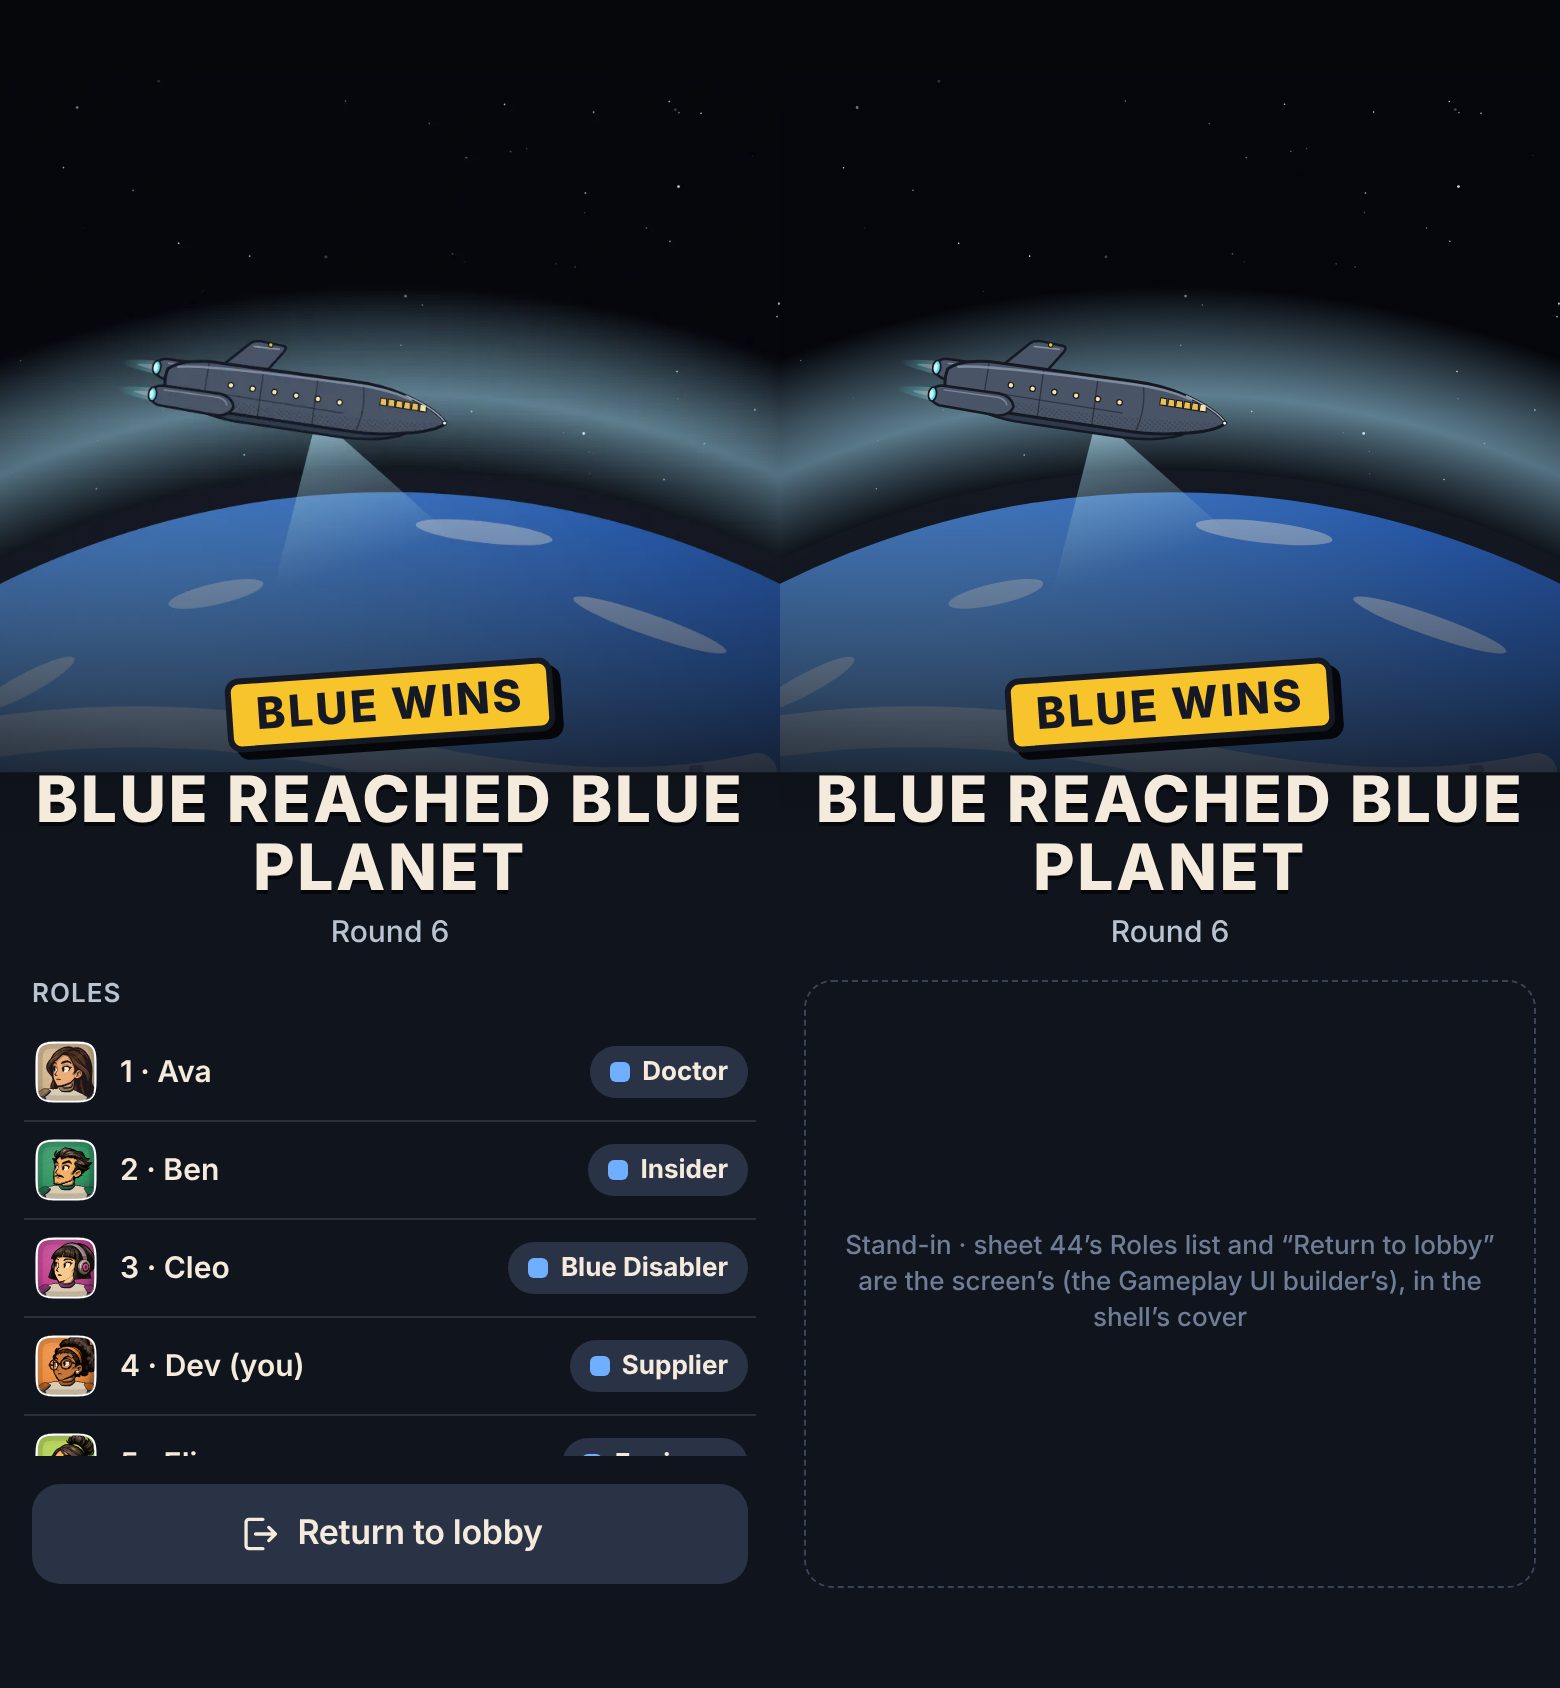 BLUE WINS
BLUE REACHED BLUE
PLANET
Round 6
ROLES
1 · Ava
Doctor
2 · Ben
Insider
3 · Cleo
Blue Disabler
4 · Dev (you)
Supplier
Return to lobby
BLUE WINS
BLUE REACHED BLUE
PLANET
Round 6
Stand-in · sheet 44’s Roles list and “Return to lobby”
are the screen’s (the Gameplay UI builder’s), in the
shell’s cover